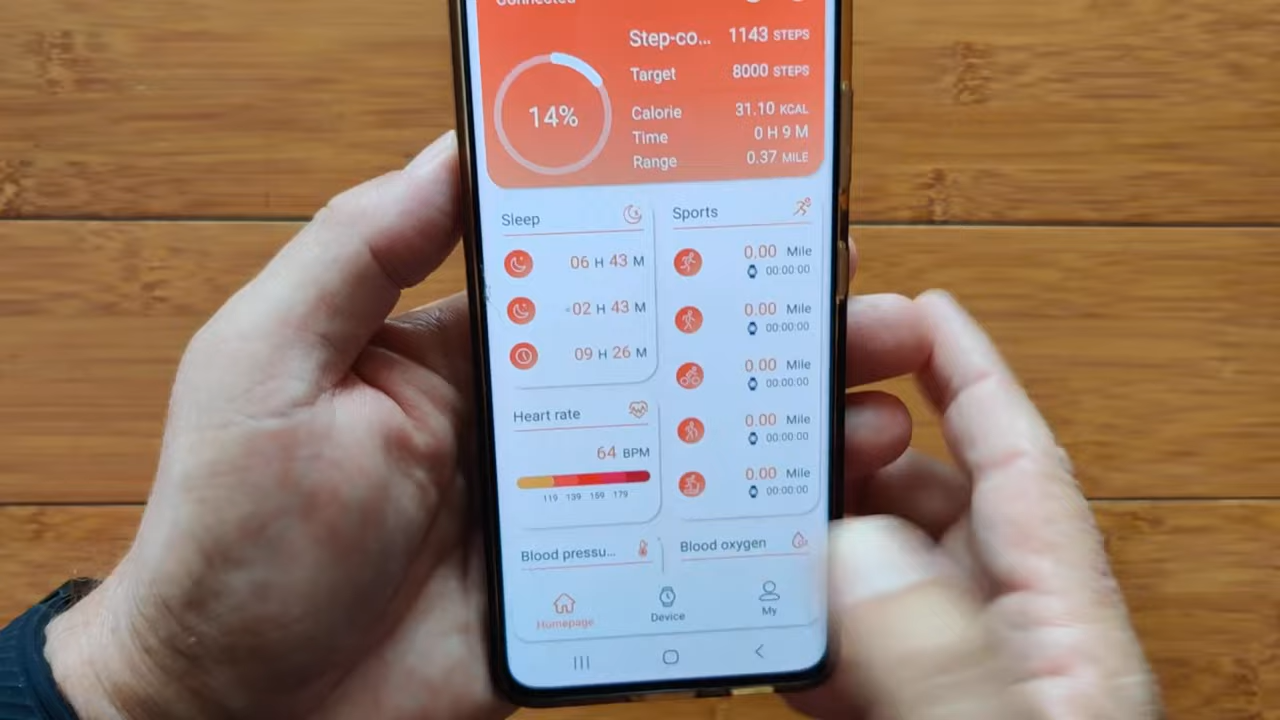 Connected
Step-co... 1143 STEPS
Target 8000 STEPS
14%
Calorie 31.10 KCAL
Time 0 H 9 M
Range 0.37 MILE
Sleep
06 H 43 M
-02 H 43 M
09 H 26 M
Heart rate
64 BPM
119 139 159 179
Sports
0.00 Mile
00:00:00
0.00 Mile
00:00:00
0.00 Mile
00:00:00
0.00 Mile
00:00:00
0.00 Mile
00:00:00
Blood pressu...
Blood oxygen
Homepage
Device
My